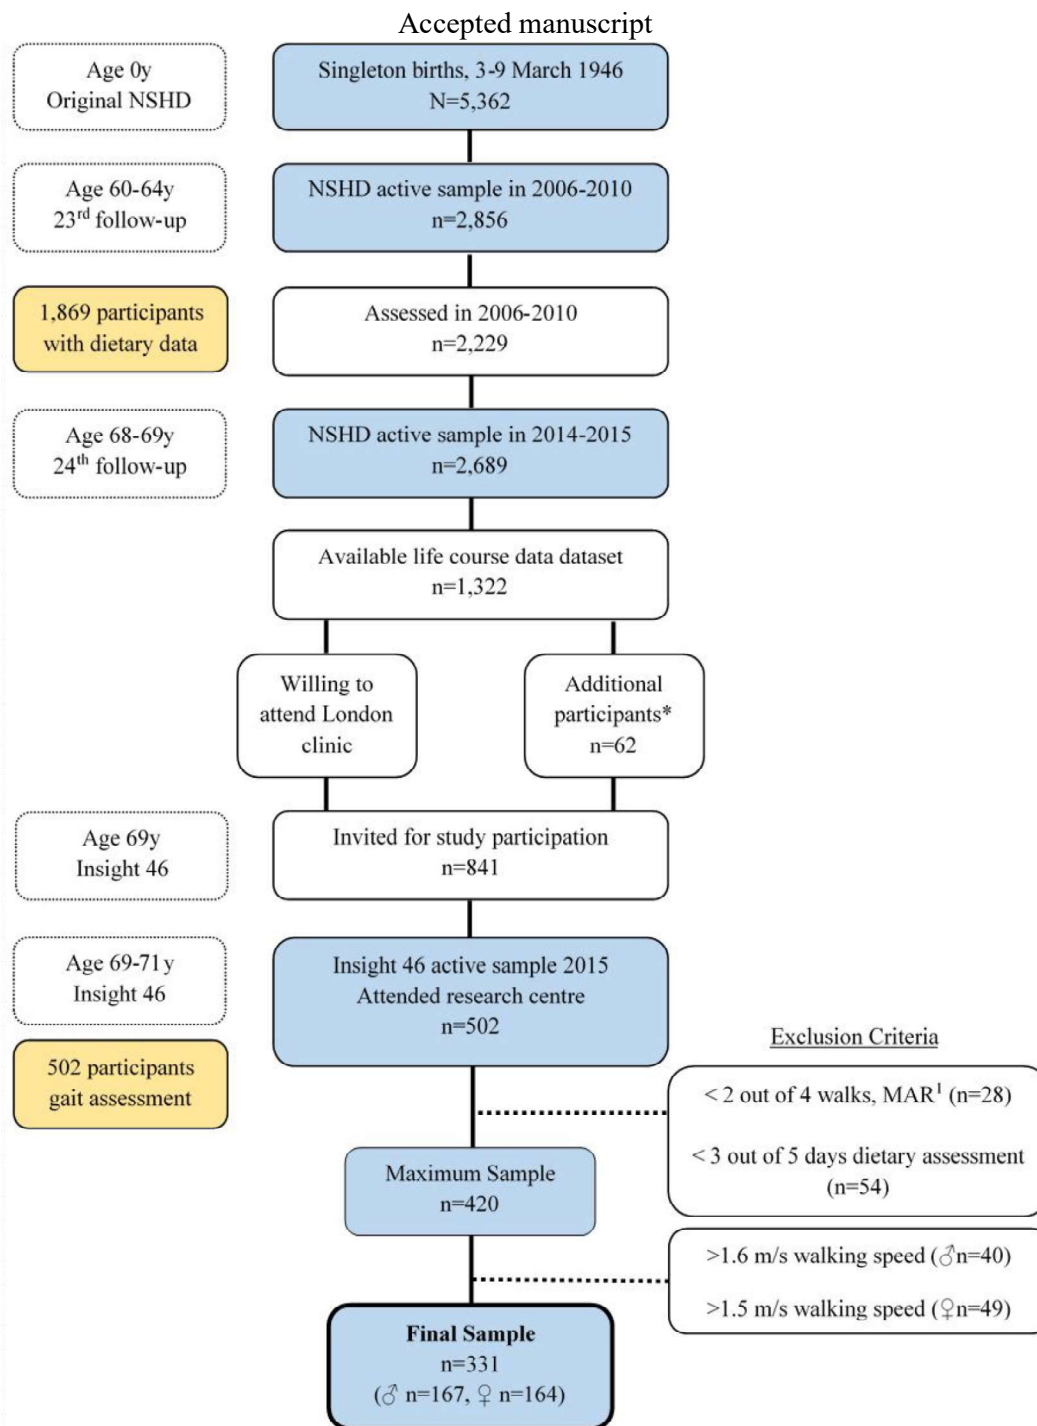 Accepted manuscript
Age 0y
Original NSHD
Singleton births, 3-9 March 1946
N=5,362
Age 60-64y
23rd follow-up
NSHD active sample in 2006-2010
n=2,856
1,869 participants
with dietary data
Assessed in 2006-2010
n=2,229
Age 68-69y
24th follow-up
NSHD active sample in 2014-2015
n=2,689
Available life course data dataset
n=1,322
Willing to
attend London
clinic
Additional
participants*
n=62
Age 69y
Insight 46
Invited for study participation
n=841
Age 69-71y
Insight 46
Insight 46 active sample 2015
Attended research centre
n=502
502 participants
gait assessment
Exclusion Criteria
< 2 out of 4 walks, MAR¹ (n=28)
< 3 out of 5 days dietary assessment
(n=54)
Maximum Sample
n=420
>1.6 m/s walking speed (♂n=40)
>1.5 m/s walking speed (♀n=49)
Final Sample
n=331
(♂ n=167, ♀ n=164)